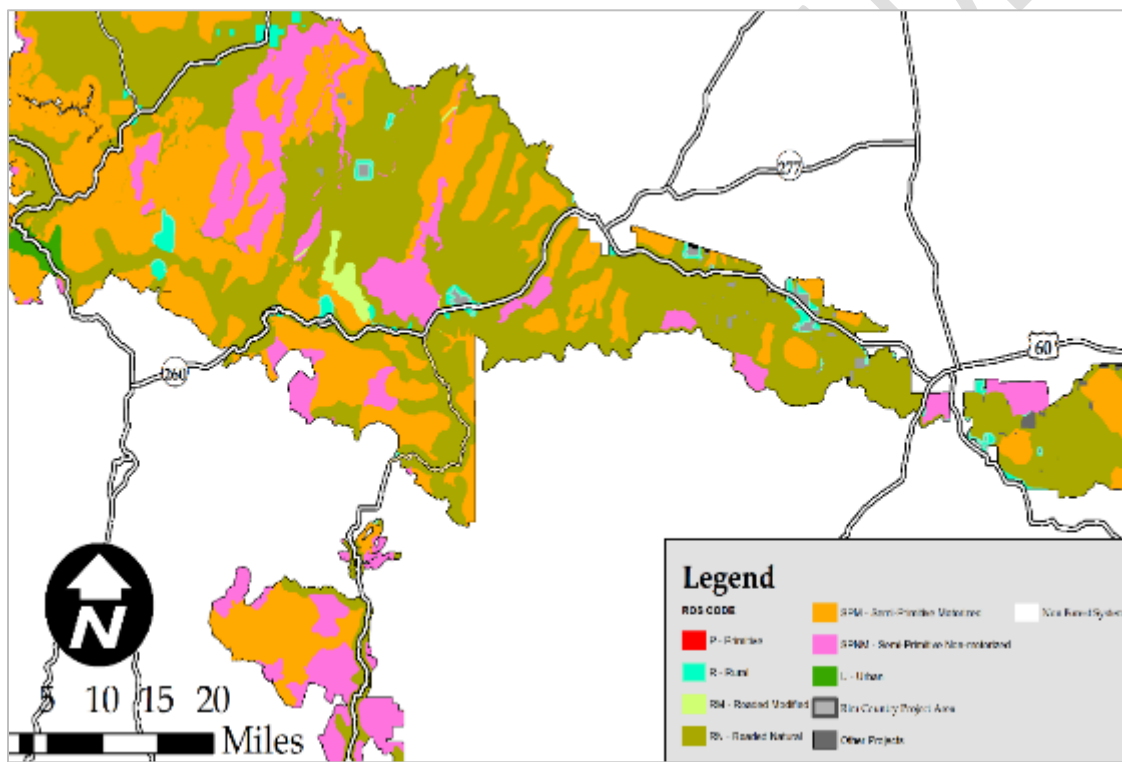 277
60
260
N
5 10 15 20
Miles
Legend
ROS CODE
P - Primitive
R - Rural
RM - Roaded Modified
RN - Roaded Natural
SPM - Semi-Primitive Motorized
SPNM - Semi-Primitive Non-motorized
U - Urban
Rim Country Project Area
Other Projects
Non Forest System